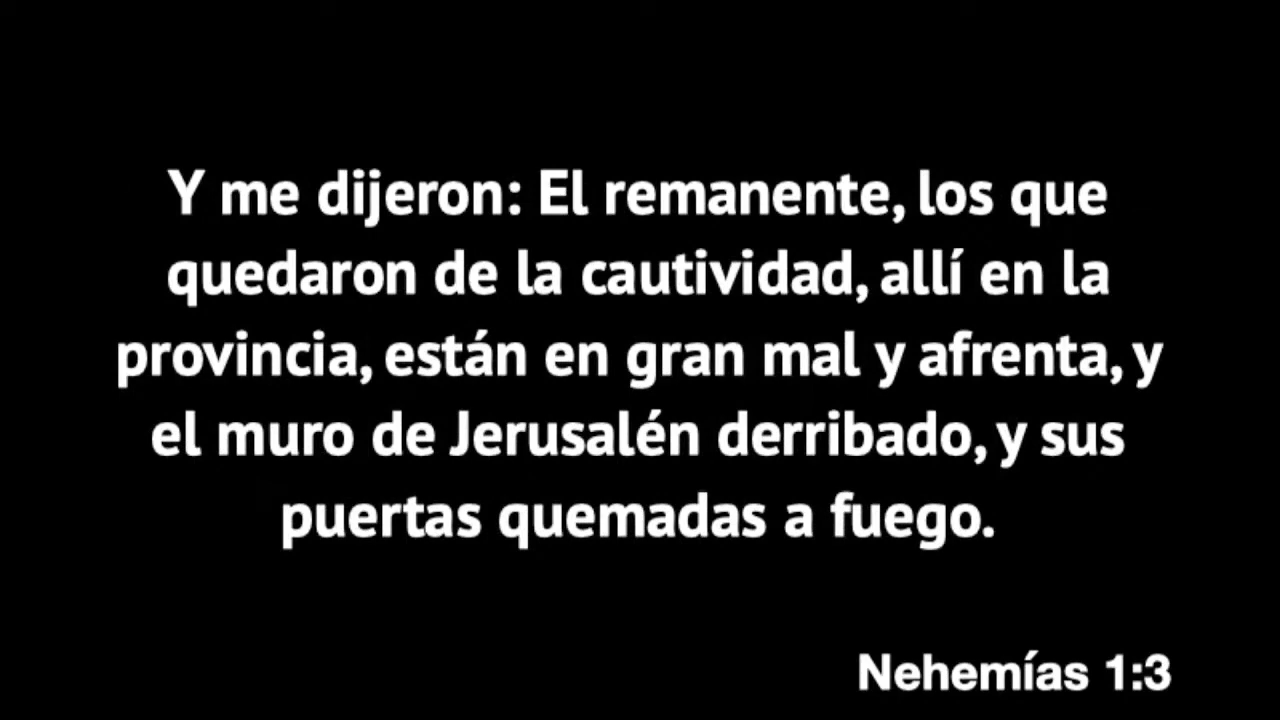 Y me dijeron: El remanente, los que
quedaron de la cautividad, allí en la
provincia, están en gran mal y afrenta, y
el muro de Jerusalén derribado, y sus
puertas quemadas a fuego.
Nehemías 1:3